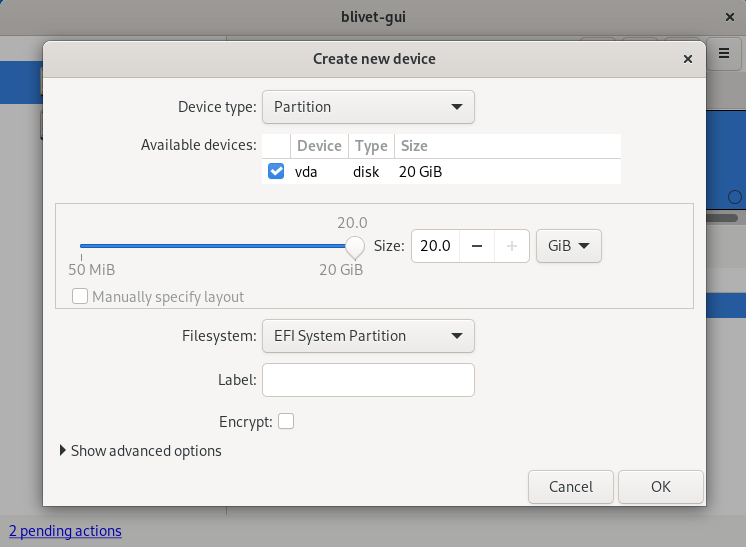 blivet-gui
Create new device
Device type: Partition
Available devices:
Device Type Size
vda disk 20 GiB
20.0
Size: 20.0 GiB
50 MiB 20 GiB
Manually specify layout
Filesystem: EFI System Partition
Label:
Encrypt:
Show advanced options
Cancel OK
2 pending actions